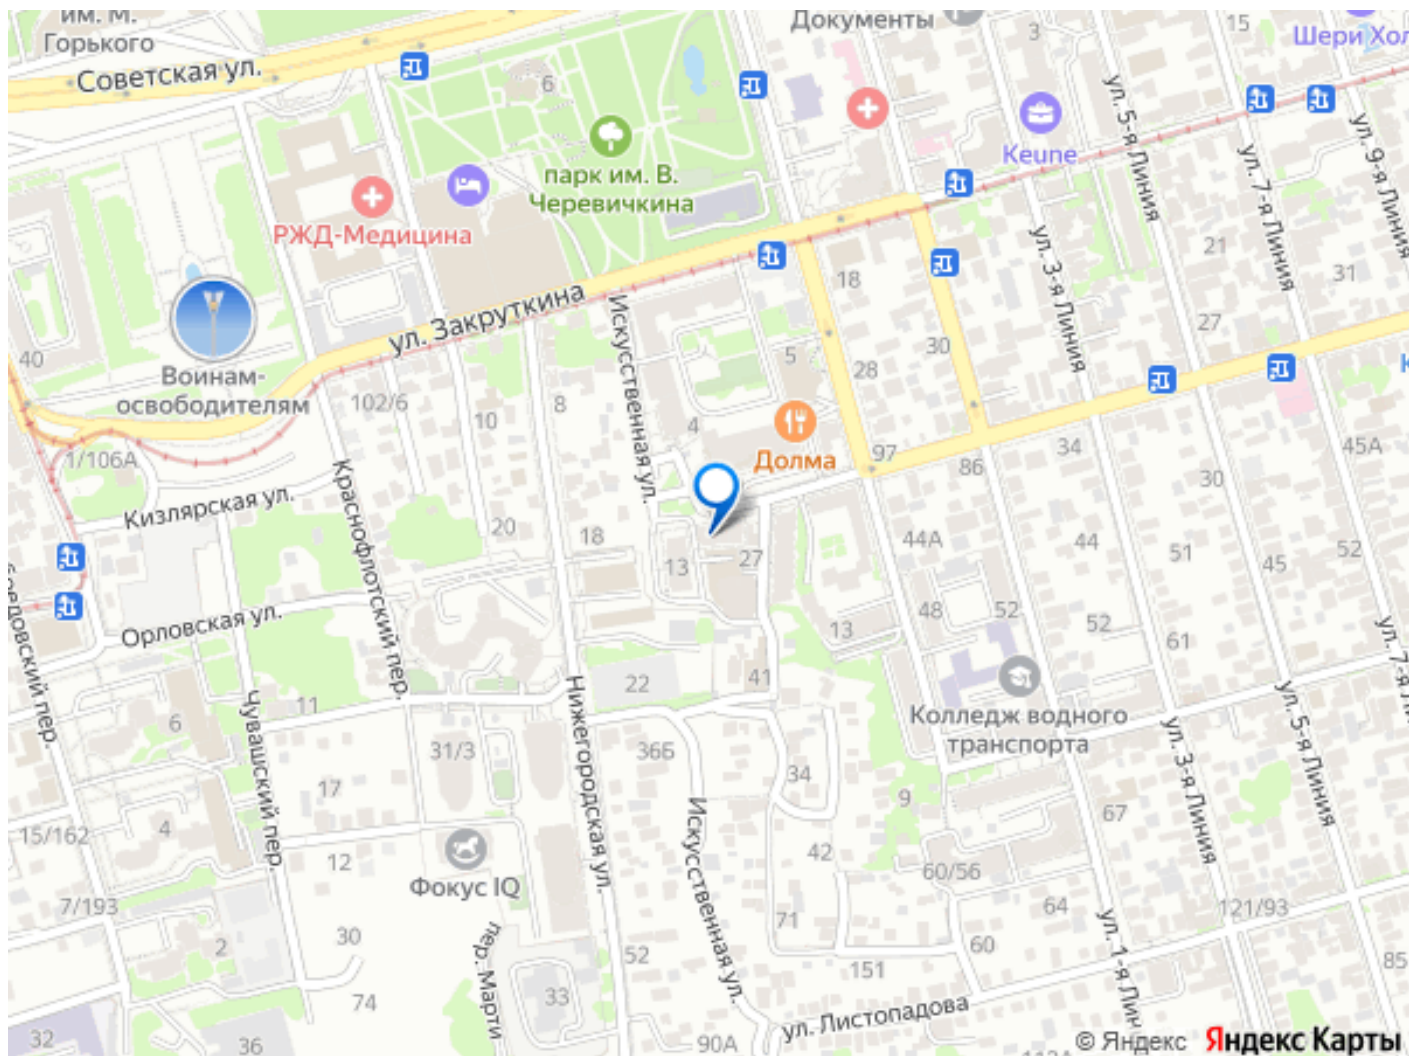 им. М.
Горького
Документы
3
15
Шери Хол
Советская ул.
6
парк им. В.
Черевичкина
Keune
ул. 5-я Линия
ул. 7-я Линия
ул. 9-я Линия
РЖД-Медицина
ул. 3-я Линия
21
31
18
ул. Закруткина
Искусственная ул.
27
40
Воинам-
освободителям
5
30
28
102/6
8
10
4
Долма
97
34
45А
1/106А
86
30
Кизлярская ул.
Краснофлотский пер.
20
18
44А
44
51
52
45
13
27
Орловская ул.
48
52
52
61
13
41
22
ул. 7-я Ли
11
6
Чувашский пер.
Нижегородская ул.
Колледж водного
транспорта
ул. 3-я Линия
ул. 5-я Линия
31/3
36Б
34
17
9
67
15/162
4
12
Искусственная ул.
42
60/56
Фокус IQ
7/193
71
64
121/93
30
2
пер. Марти
52
60
ул. 1-я Лин
151
85
33
74
ул. Листопадова
32
36
90А
© Яндекс Яндекс Карты